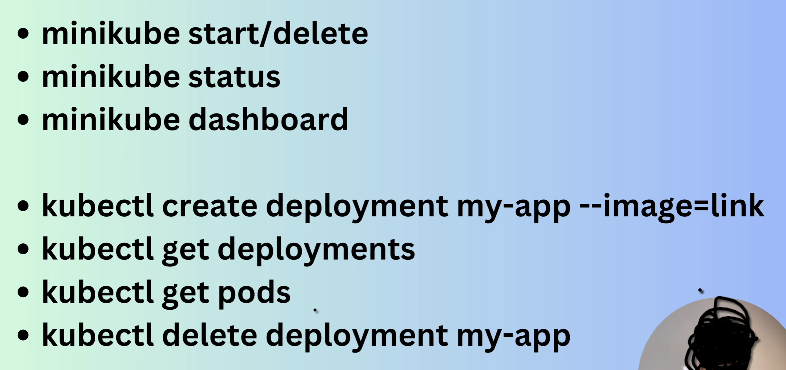 • minikube start/delete
• minikube status
• minikube dashboard
• kubectl create deployment my-app --image=link
• kubectl get deployments
• kubectl get pods
• kubectl delete deployment my-app